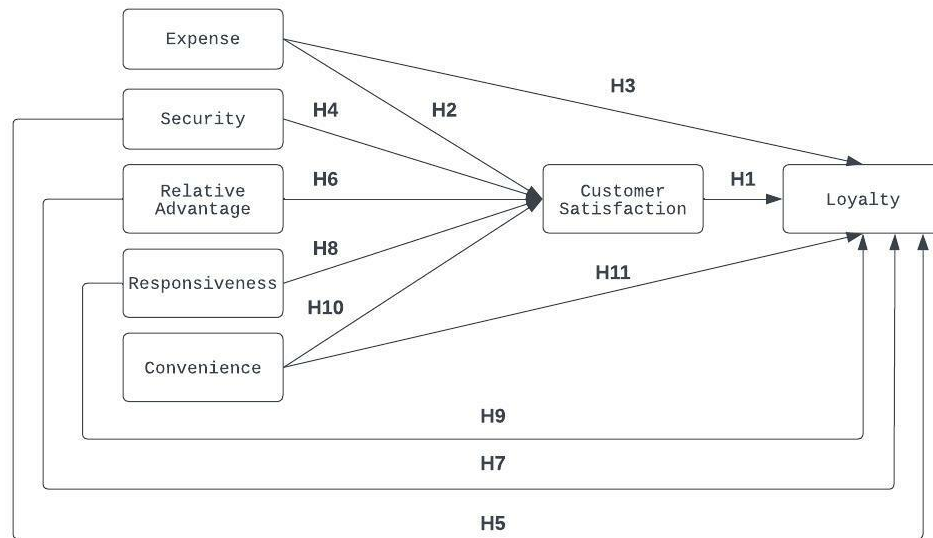 Expense
H3
Security
H4
H2
Relative
Advantage
H6
Customer
Satisfaction
H1
Loyalty
Responsiveness
H8
H10
H11
Convenience
H9
H7
H5